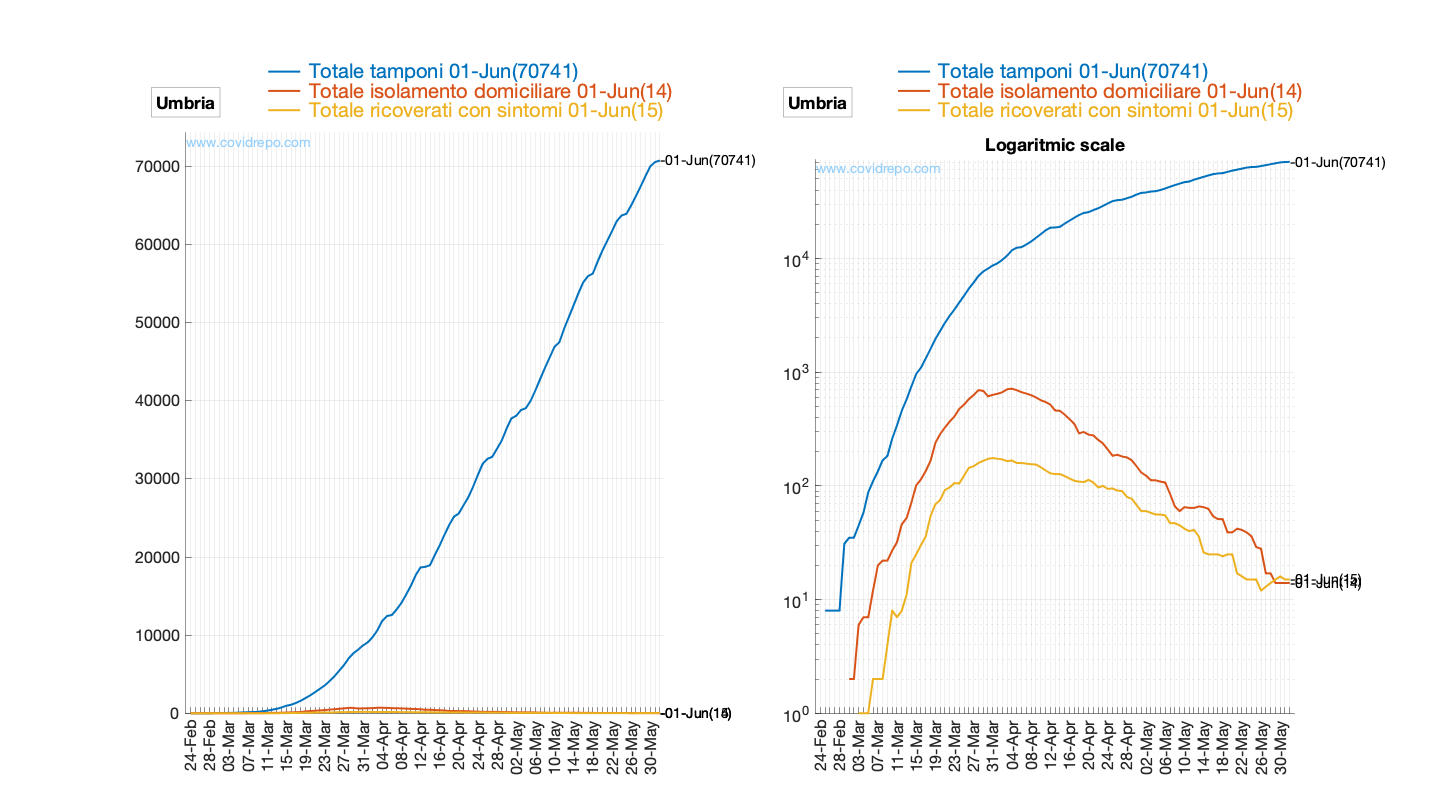 Umbria
Totale tamponi 01-Jun(70741)
Totale isolamento domiciliare 01-Jun(14)
Totale ricoverati con sintomi 01-Jun(15)
www.covidrepo.com
01-Jun(70741)
70000
60000
50000
40000
30000
20000
10000
0
24-Feb
28-Feb
03-Mar
07-Mar
11-Mar
15-Mar
19-Mar
23-Mar
27-Mar
31-Mar
04-Apr
08-Apr
12-Apr
16-Apr
20-Apr
24-Apr
28-Apr
02-May
06-May
10-May
14-May
18-May
22-May
26-May
30-May
Umbria
Totale tamponi 01-Jun(70741)
Totale isolamento domiciliare 01-Jun(14)
Totale ricoverati con sintomi 01-Jun(15)
Logaritmic scale
www.covidrepo.com
01-Jun(70741)
10^4
10^3
10^2
10^1
10^0
01-Jun(15)
01-Jun(14)
24-Feb
28-Feb
03-Mar
07-Mar
11-Mar
15-Mar
19-Mar
23-Mar
27-Mar
31-Mar
04-Apr
08-Apr
12-Apr
16-Apr
20-Apr
24-Apr
28-Apr
02-May
06-May
10-May
14-May
18-May
22-May
26-May
30-May